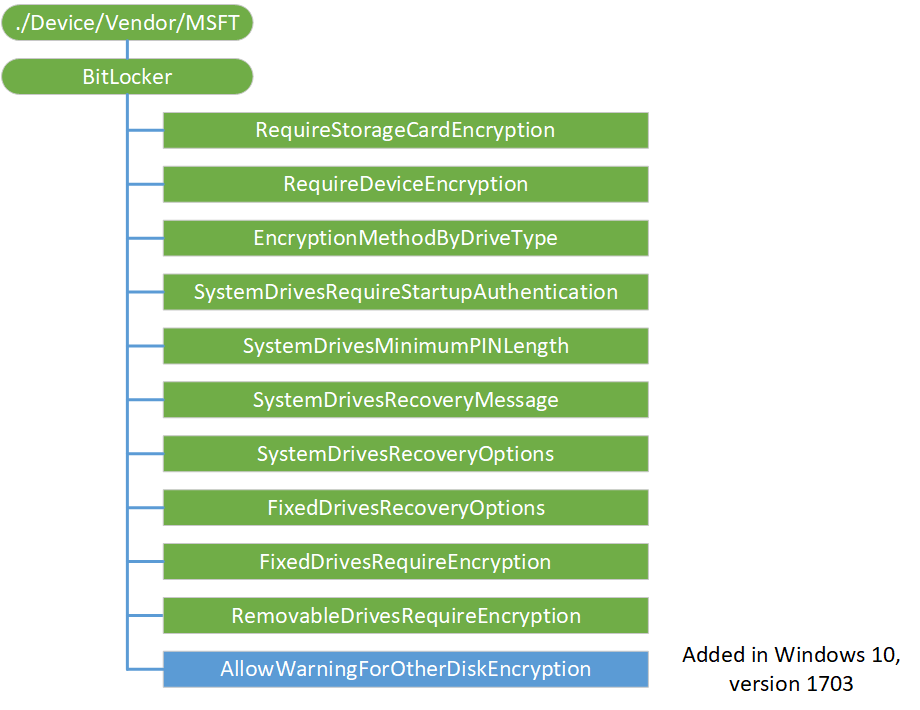 ./Device/Vendor/MSFT
BitLocker
RequireStorageCardEncryption
RequireDeviceEncryption
EncryptionMethodByDriveType
SystemDrivesRequireStartupAuthentication
SystemDrivesMinimumPINLength
SystemDrivesRecoveryMessage
SystemDrivesRecoveryOptions
FixedDrivesRecoveryOptions
FixedDrivesRequireEncryption
RemovableDrivesRequireEncryption
AllowWarningForOtherDiskEncryption
Added in Windows 10,
version 1703